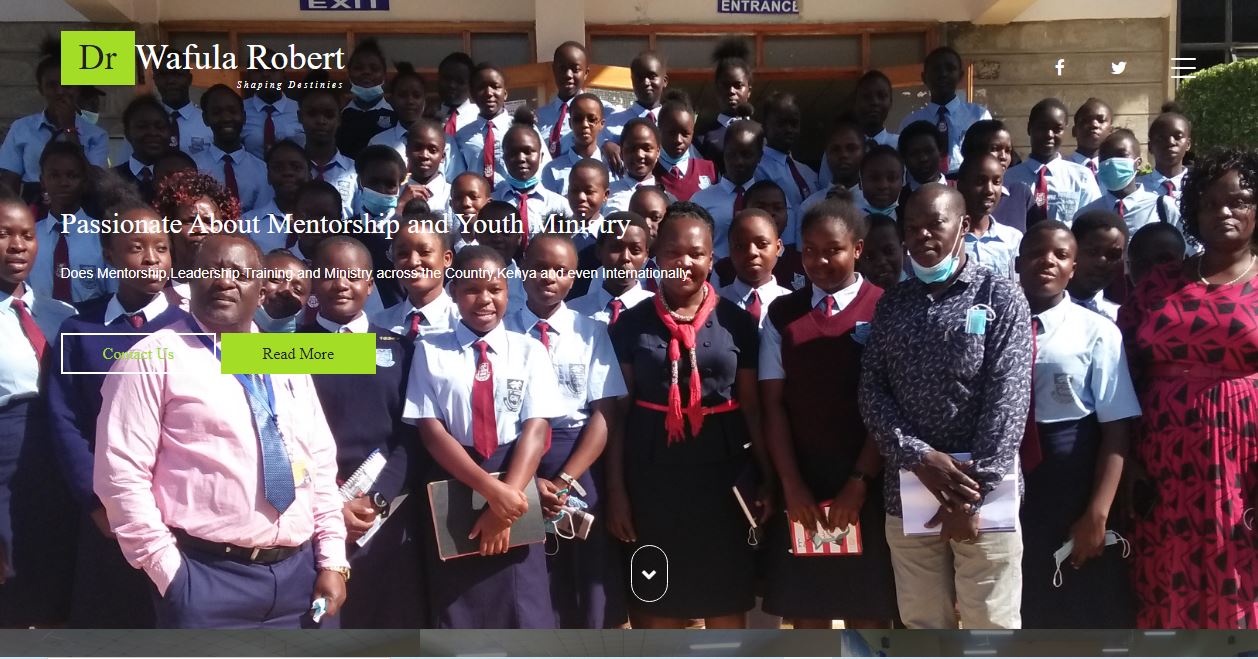 EXIT
ENTRANCE
Dr Wafula Robert
Shaping Destinies
Passionate About Mentorship and Youth Ministry
Does Mentorship,Leadership Training and Ministry across the Country,Kenya and even Internationally.
Contact Us
Read More